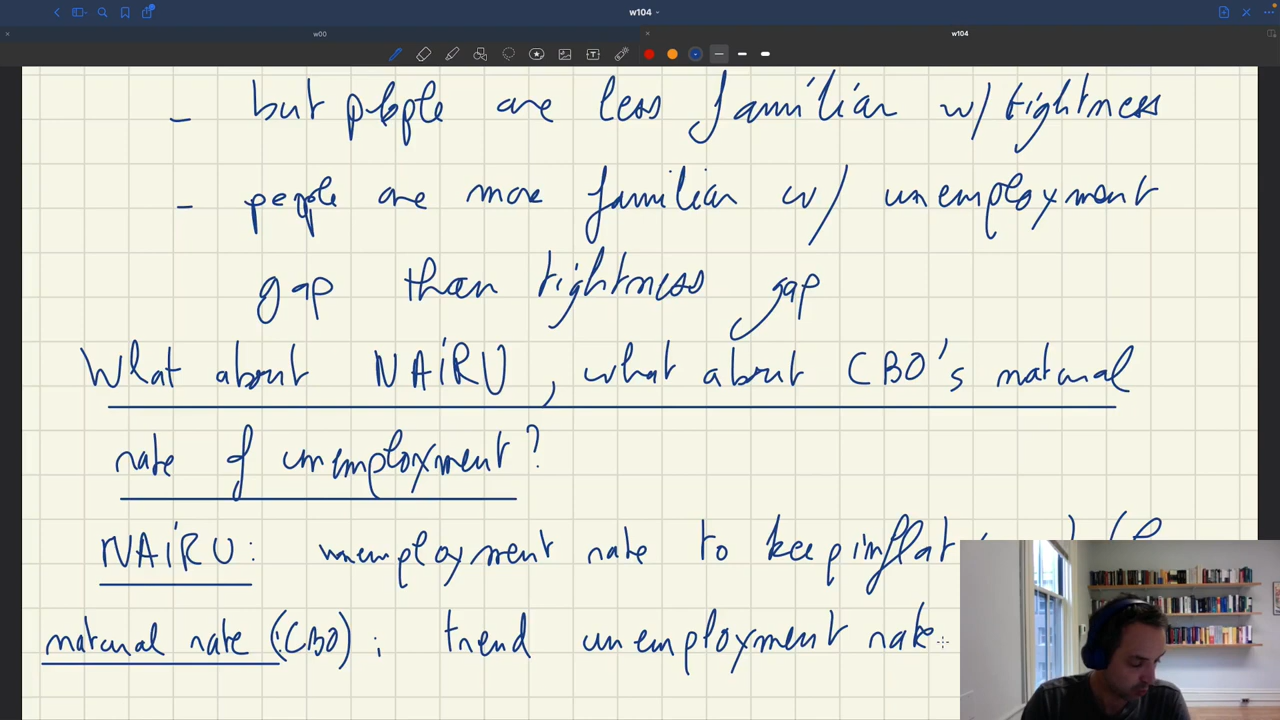 w104
w00
w104
- but people are less familiar w/ tightness
- people are more familiar w/ unemployment
gap than tightness gap
What about NAiRU, what about CBO's natural
rate of unemployment?
NAiRU: unemployment rate to keep inflat
natural rate (CBO): trend unemployment rate